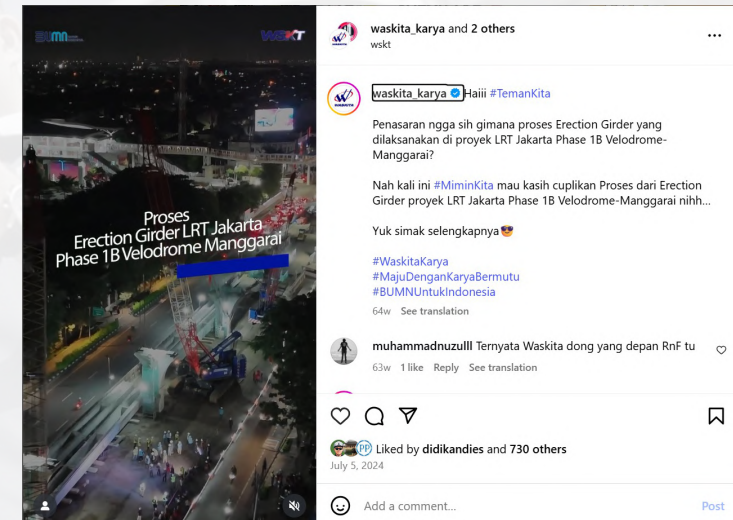 BUMN
WSKT
Proses
Erection Girder LRT Jakarta
Phase 1B Velodrome Manggarai
waskita_karya and 2 others
wskt
waskita_karya Haiii #TemanKita
Penasaran ngga sih gimana proses Erection Girder yang
dilaksanakan di proyek LRT Jakarta Phase 1B Velodrome-
Manggarai?
Nah kali ini #MiminKita mau kasih cuplikan Proses dari Erection
Girder proyek LRT Jakarta Phase 1B Velodrome-Manggarai nihh...
Yuk simak selengkapnya😎
#WaskitaKarya
#MajuDenganKaryaBermutu
#BUMNUntukIndonesia
64w See translation
muhammadnuzulll Ternyata Waskita dong yang depan RnF tu
63w 1 like Reply See translation
PP
Liked by didikandies and 730 others
July 5, 2024
Add a comment...
Post